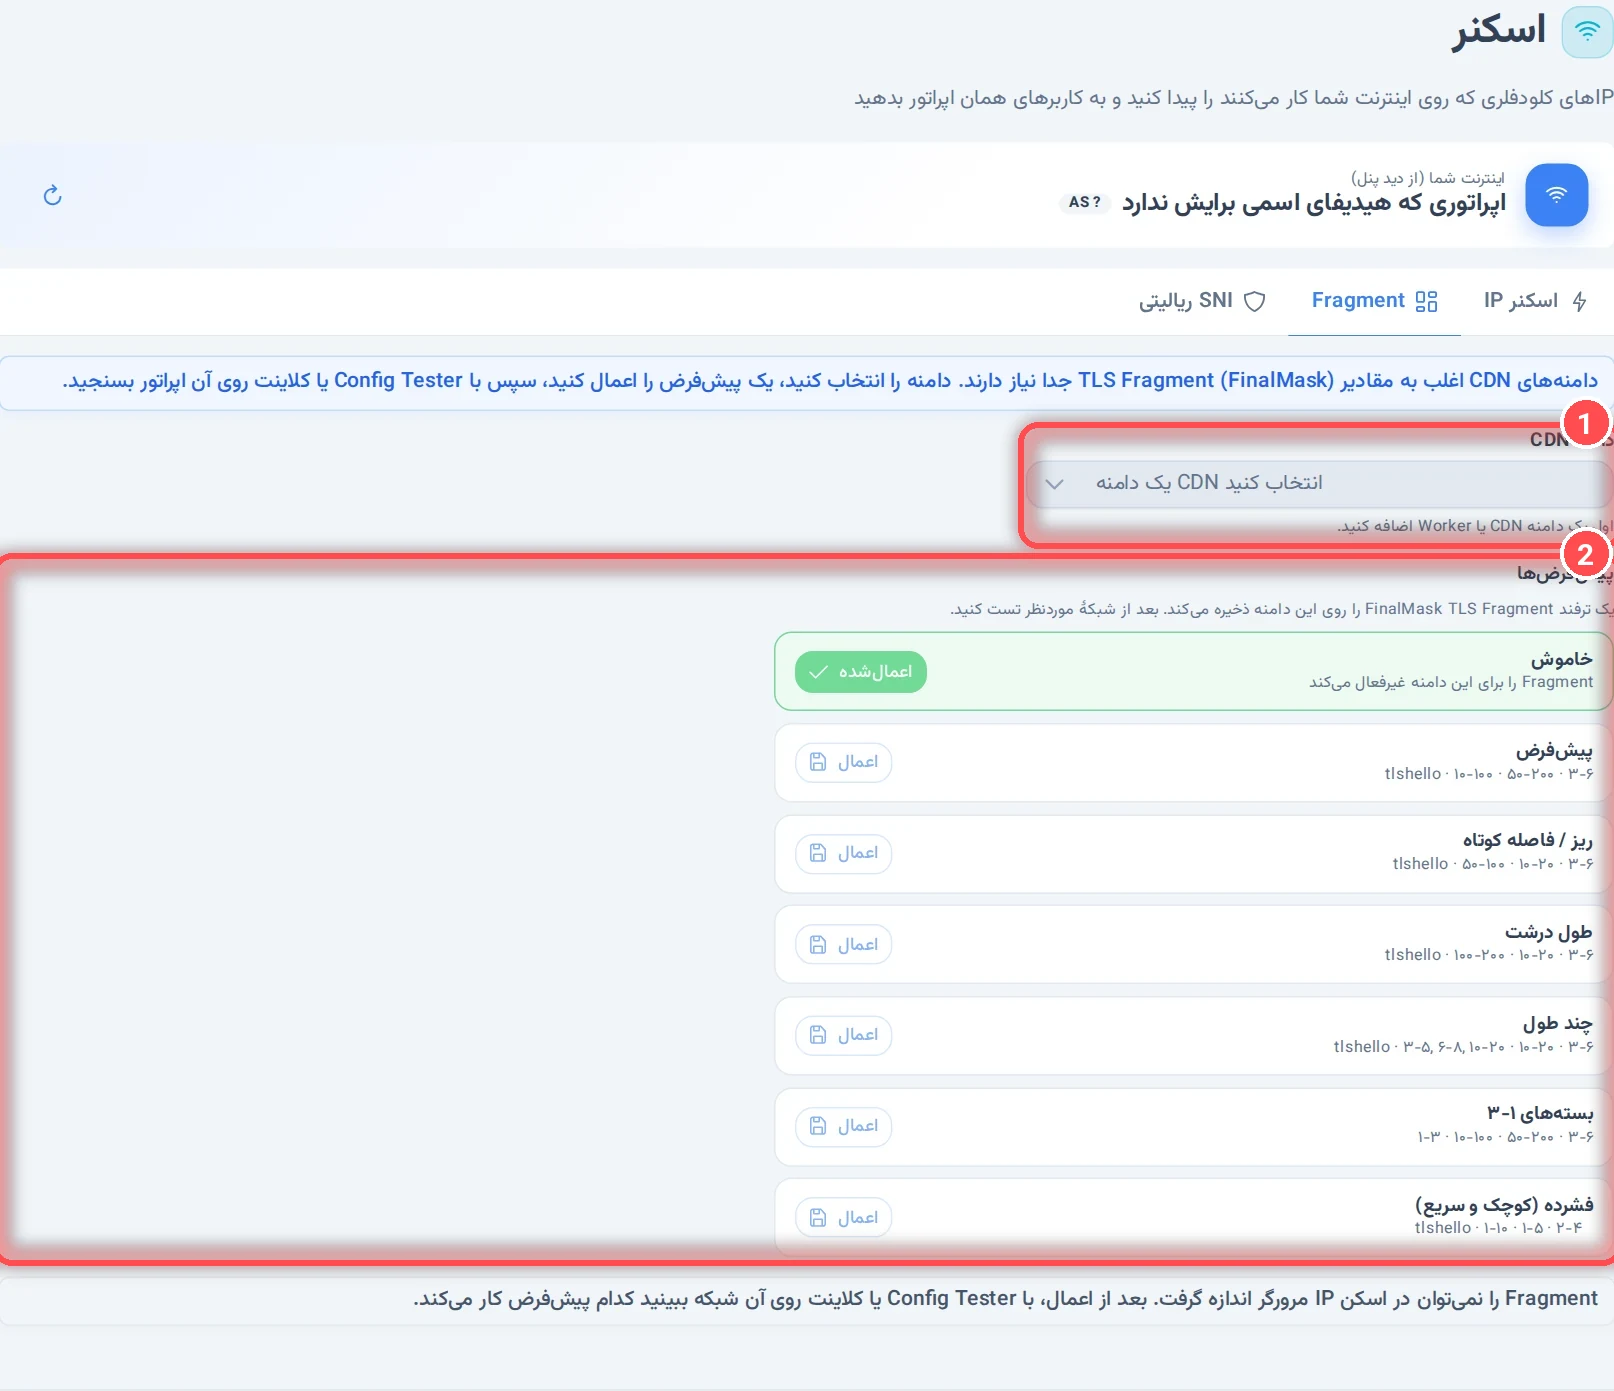 اسکنر
IPهای کلودفلری که روی اینترنت شما کار می‌کنند را پیدا کنید و به کاربرهای همان اپراتور بدهید
اینترنت شما (از دید پنل)
اپراتوری که هیدیفای اسمی برایش ندارد AS ?
اسکنر IP
Fragment
SNI ریالیتی
دامنه‌های CDN اغلب به مقادیر TLS Fragment (FinalMask) جدا نیاز دارند. دامنه را انتخاب کنید، یک پیش‌فرض را اعمال کنید، سپس با Config Tester یا کلاینت روی آن اپراتور بسنجید.
1
CDN
انتخاب کنید CDN یک دامنه
اول یک دامنه CDN یا Worker اضافه کنید.
2
پیش‌فرض‌ها
یک ترفند FinalMask TLS Fragment را روی این دامنه ذخیره می‌کند. بعد از شبکهٔ موردنظر تست کنید.
خاموش
Fragment را برای این دامنه غیرفعال می‌کند
اعمال‌شده
پیش‌فرض
tlshello · ۱۰-۱۰۰ · ۵۰-۲۰۰ · ۳-۶
اعمال
ریز / فاصله کوتاه
tlshello · ۵۰-۱۰۰ · ۱۰-۲۰ · ۳-۶
اعمال
طول درشت
tlshello · ۱۰۰-۲۰۰ · ۱۰-۲۰ · ۳-۶
اعمال
چند طول
tlshello · ۳-۵, ۶-۸, ۱۰-۲۰ · ۱۰-۲۰ · ۳-۶
اعمال
بسته‌های ۱-۳
۱-۳ · ۱۰-۱۰۰ · ۵۰-۲۰۰ · ۳-۶
اعمال
فشرده (کوچک و سریع)
tlshello · ۱-۱۰ · ۱-۵ · ۲-۴
اعمال
Fragment را نمی‌توان در اسکن IP مرورگر اندازه گرفت. بعد از اعمال، با Config Tester یا کلاینت روی آن شبکه ببینید کدام پیش‌فرض کار می‌کند.